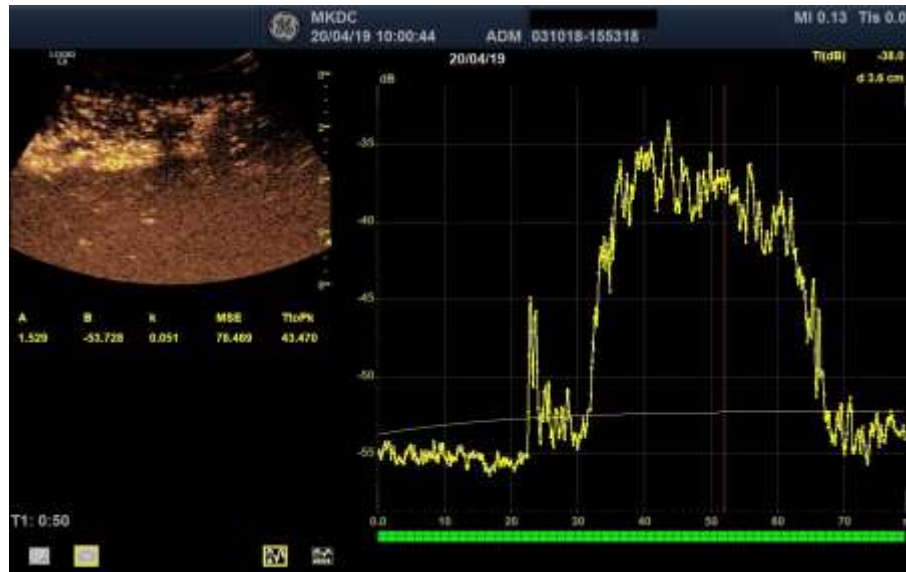 MKDC
MI 0.13 TIs 0.0
20/04/19 10:00:44 ADM 031018-155318
20/04/19
TI(dB) -38.0
dB
d 3.6 cm
-35
-40
-45
-50
-55
A B k MSE TtoPk
1.529 -53.728 0.051 76.469 43.470
T1: 0:50
0.0 10 20 30 40 50 60 70